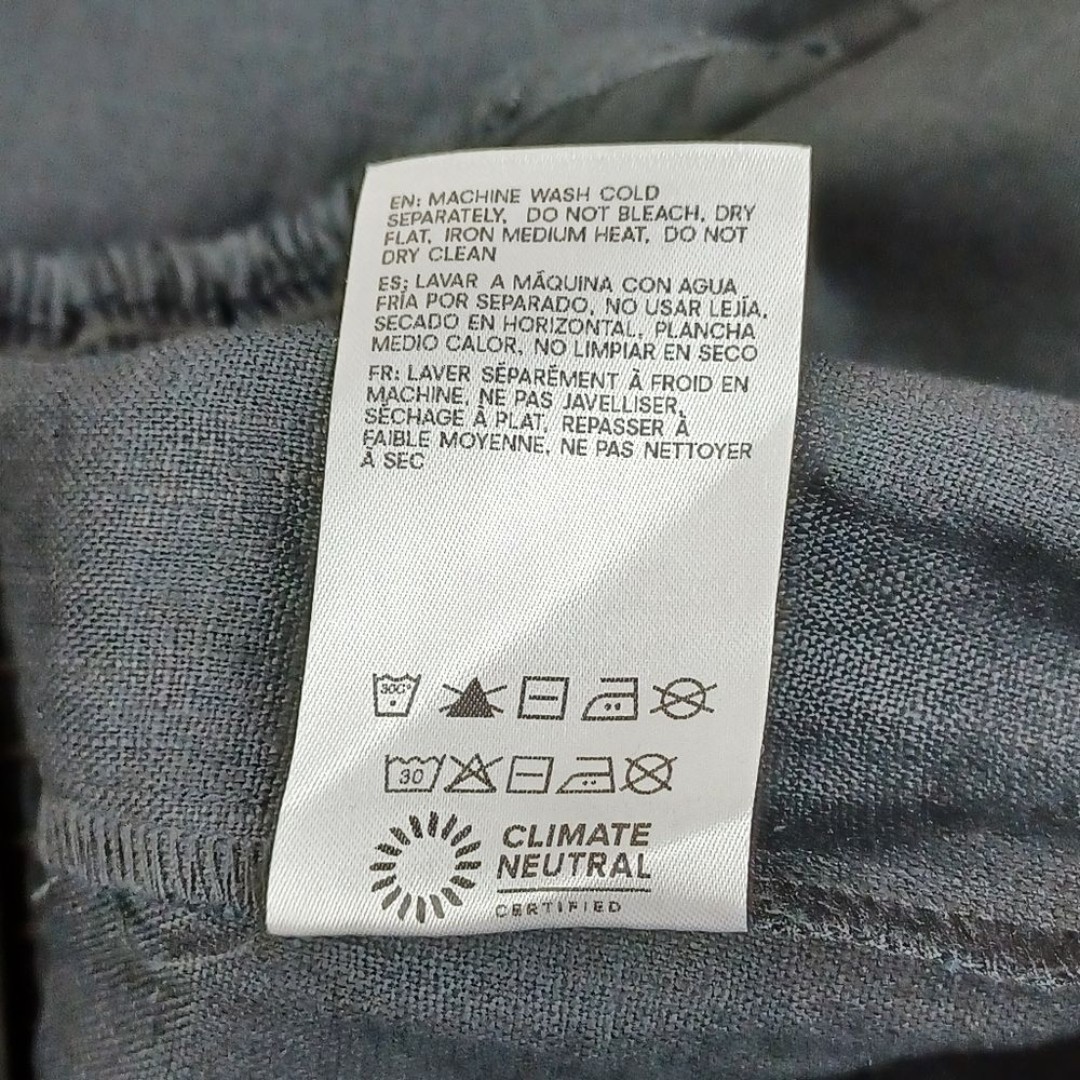 EN: MACHINE WASH COLD
SEPARATELY, DO NOT BLEACH, DRY
FLAT, IRON MEDIUM HEAT, DO NOT
DRY CLEAN
ES: LAVAR A MÁQUINA CON AGUA
FRÍA POR SEPARADO, NO USAR LEJÍA,
SECADO EN HORIZONTAL, PLANCHA
MEDIO CALOR, NO LIMPIAR EN SECO
FR: LAVER SÉPARÉMENT À FROID EN
MACHINE, NE PAS JAVELLISER,
SÉCHAGE À PLAT, REPASSER À
FAIBLE MOYENNE, NE PAS NETTOYER
À SEC
30C°
30
CLIMATE
NEUTRAL
CERTIFIED